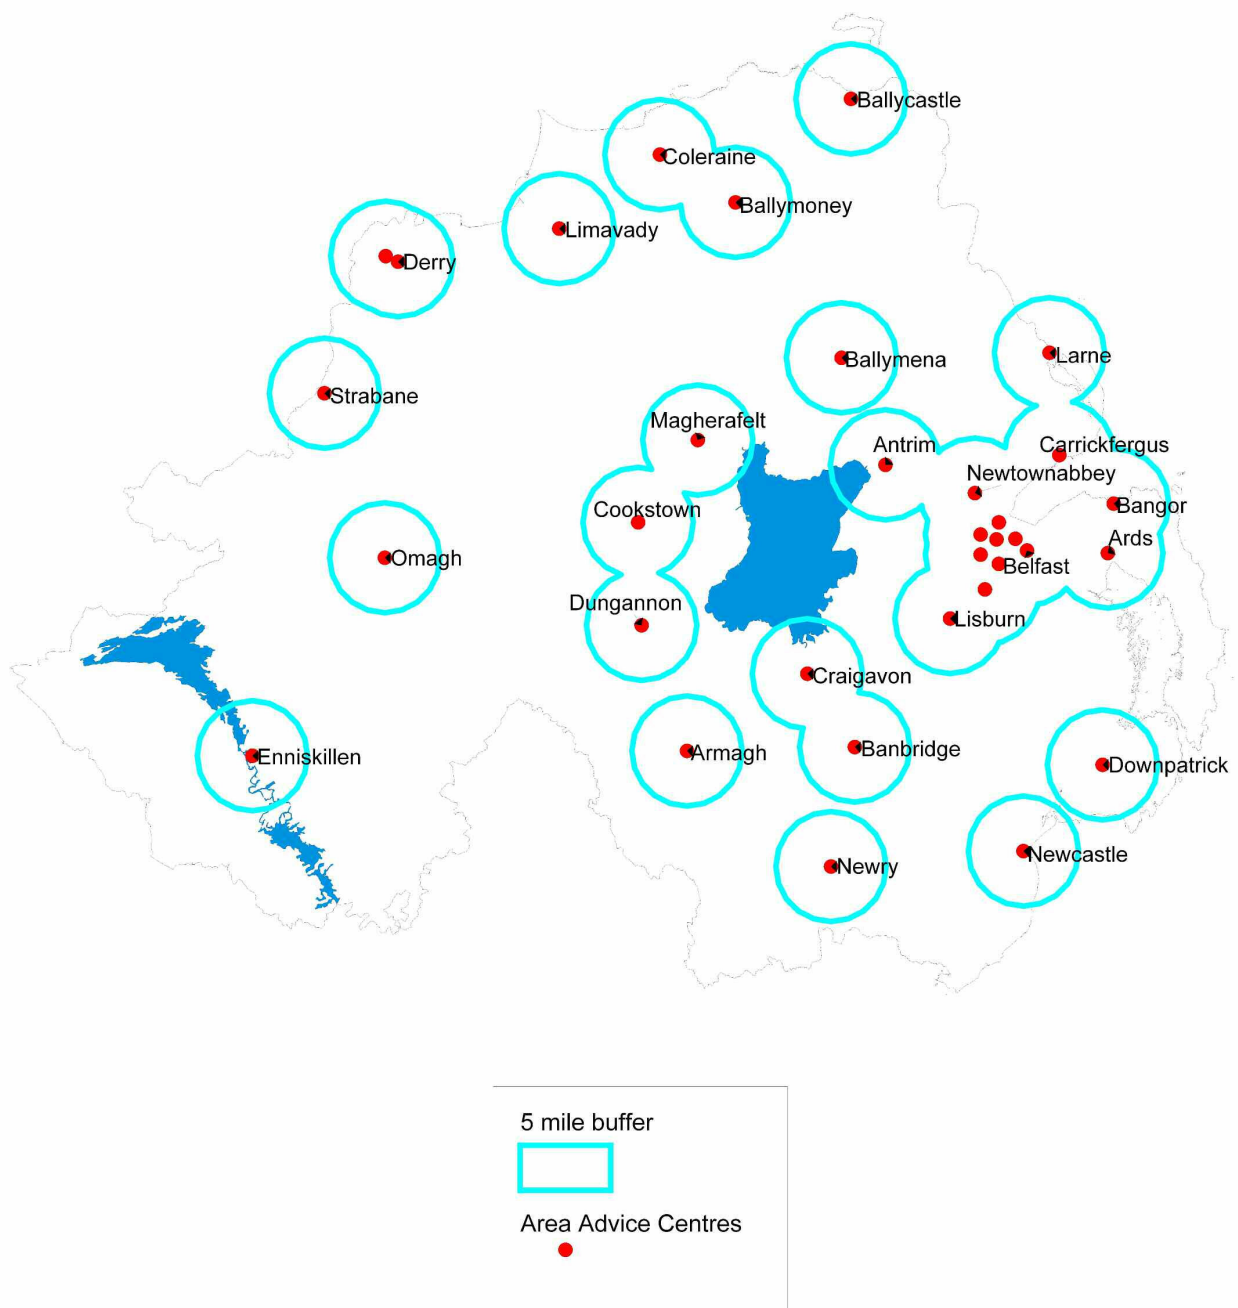 Ballycastle
Coleraine
Ballymoney
Limavady
Derry
Ballymena
Larne
Strabane
Magherafelt
Antrim
Carrickfergus
Newtownabbey
Cookstown
Bangor
Ards
Omagh
Belfast
Dungannon
Lisburn
Craigavon
Armagh
Banbridge
Enniskillen
Downpatrick
Newcastle
Newry
5 mile buffer
Area Advice Centres